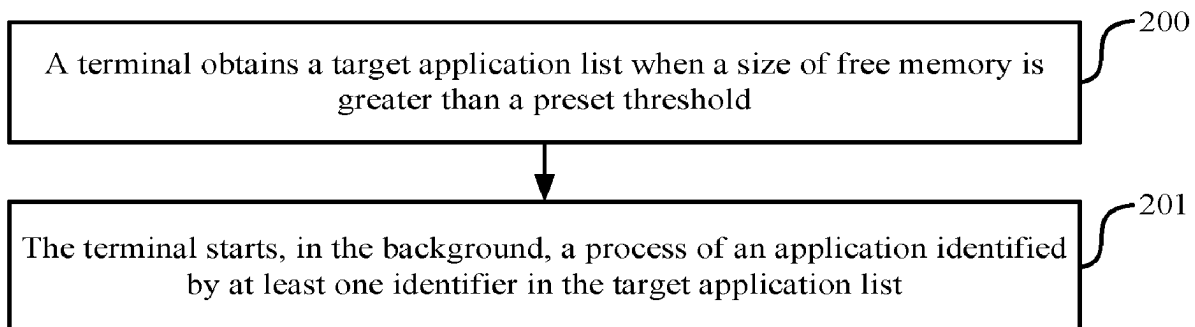 200
A terminal obtains a target application list when a size of free memory is
greater than a preset threshold
201
The terminal starts, in the background, a process of an application identified
by at least one identifier in the target application list